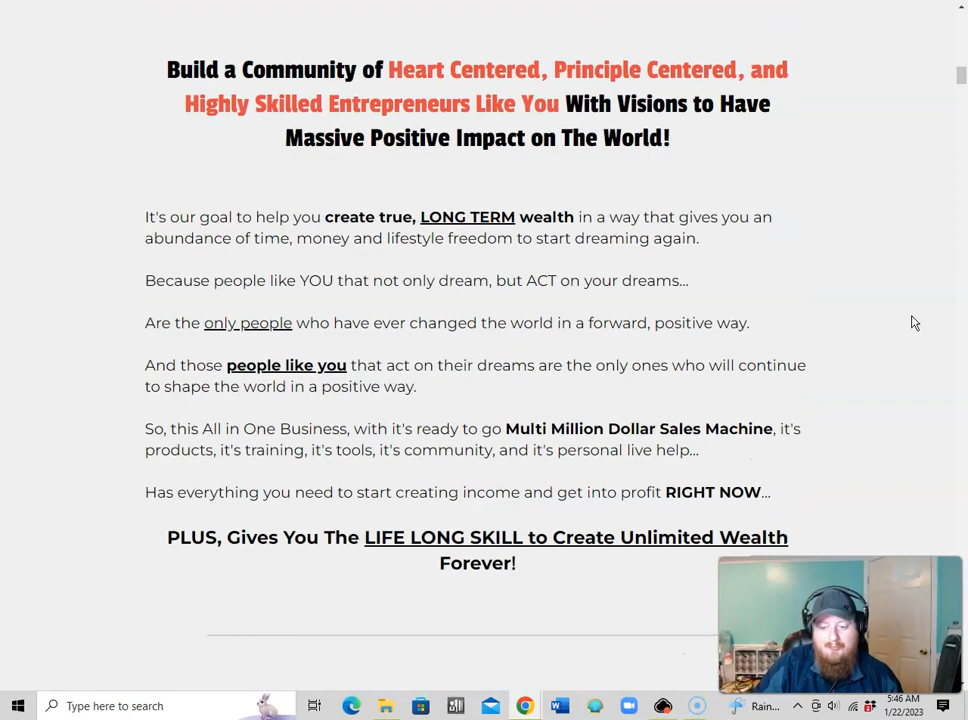 Build a Community of Heart Centered, Principle Centered, and
Highly Skilled Entrepreneurs Like You With Visions to Have
Massive Positive Impact on The World!
It's our goal to help you create true, LONG TERM wealth in a way that gives you an
abundance of time, money and lifestyle freedom to start dreaming again.
Because people like YOU that not only dream, but ACT on your dreams...
Are the only people who have ever changed the world in a forward, positive way.
And those people like you that act on their dreams are the only ones who will continue
to shape the world in a positive way.
So, this All in One Business, with it's ready to go Multi Million Dollar Sales Machine, it's
products, it's training, it's tools, it's community, and it's personal live help...
Has everything you need to start creating income and get into profit RIGHT NOW...
PLUS, Gives You The LIFE LONG SKILL to Create Unlimited Wealth
Forever!
Type here to search
Rain...
5:46 AM
1/22/2023